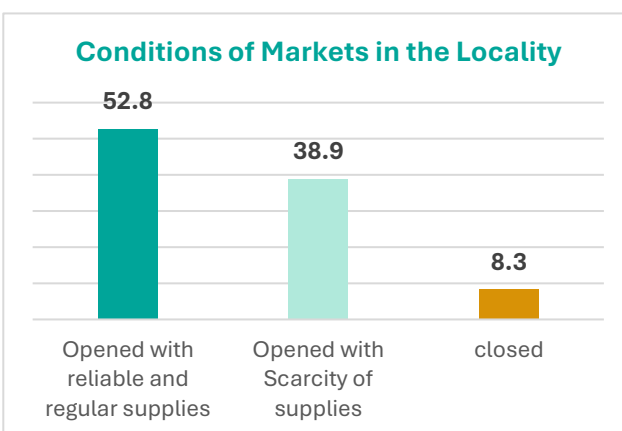 Conditions of Markets in the Locality
52.8
38.9
8.3
Opened with
reliable and
regular supplies
Opened with
Scarcity of
supplies
closed